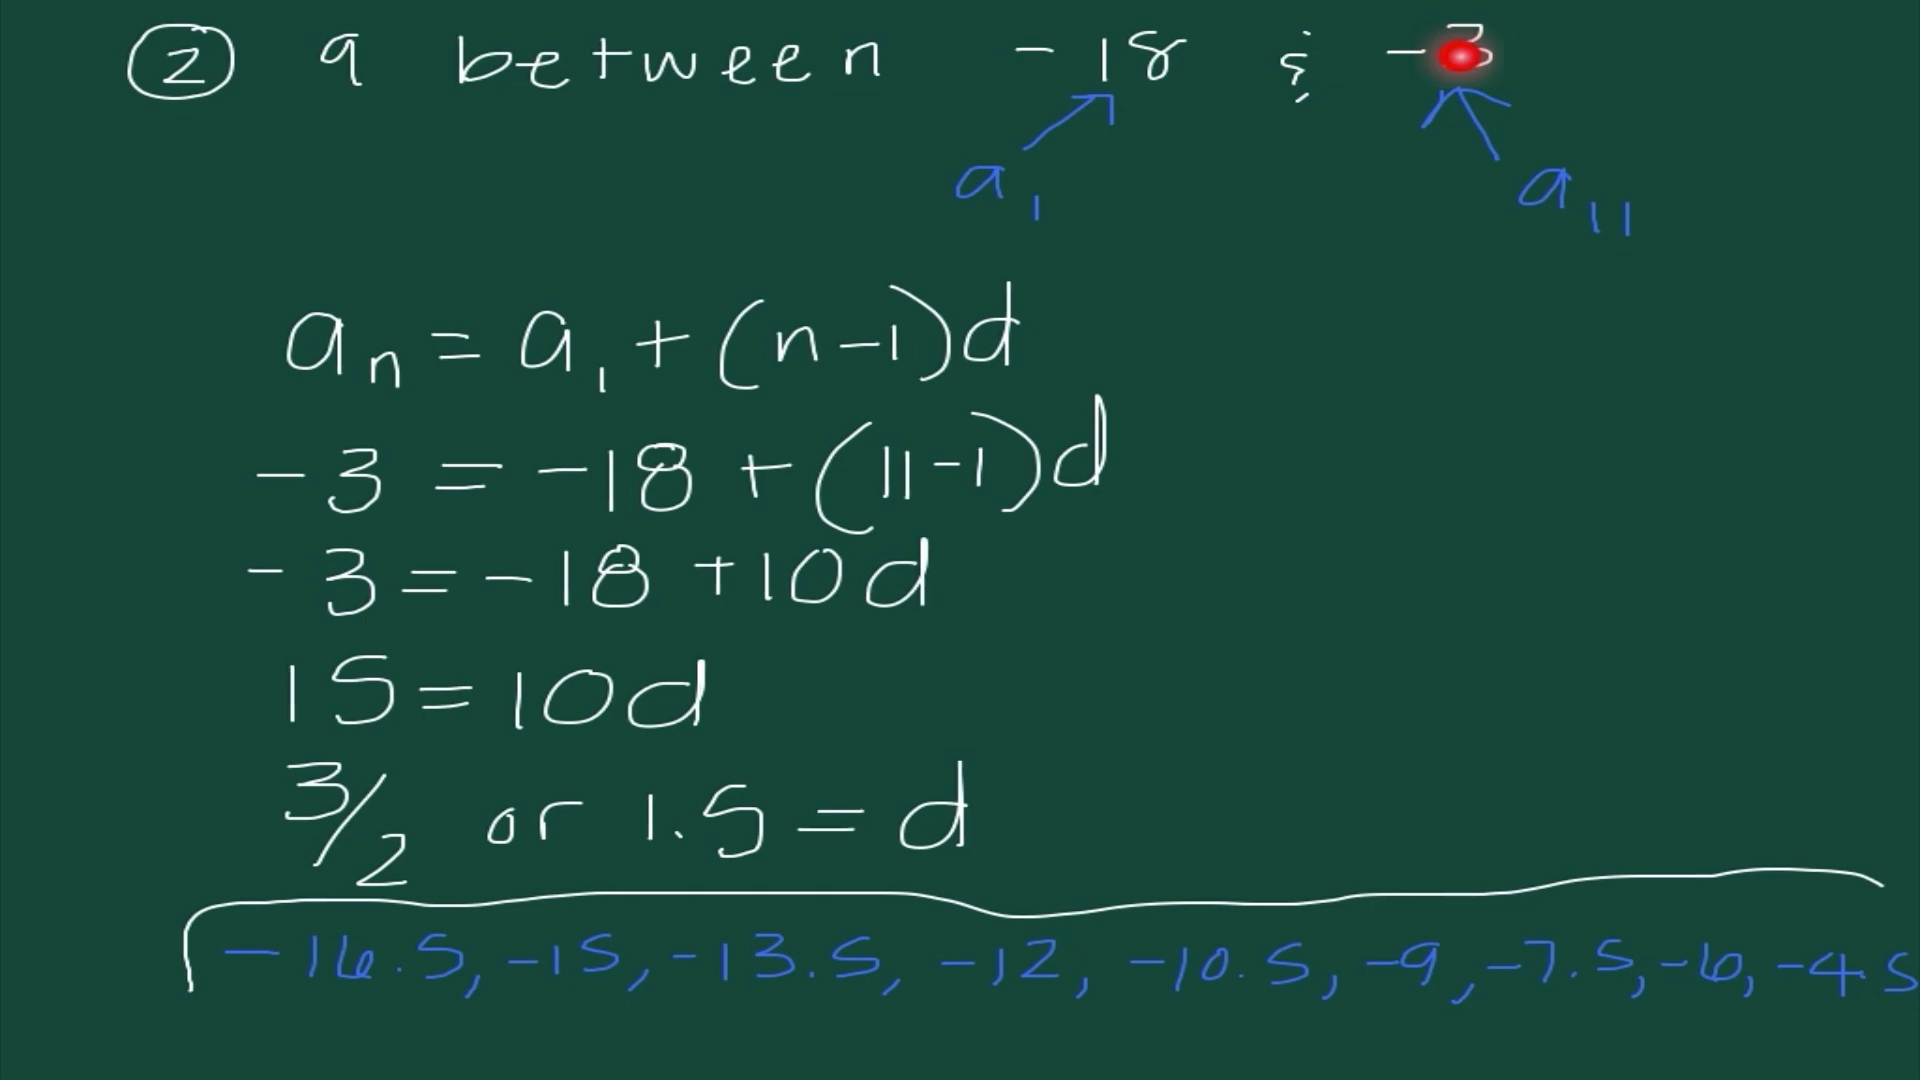 ② 9 between -18 & -3
a₁ a₁₁
aₙ = a₁ + (n-1)d
-3 = -18 + (11-1)d
-3 = -18 + 10d
15 = 10d
3/2 or 1.5 = d
-16.5, -15, -13.5, -12, -10.5, -9, -7.5, -6, -4.5